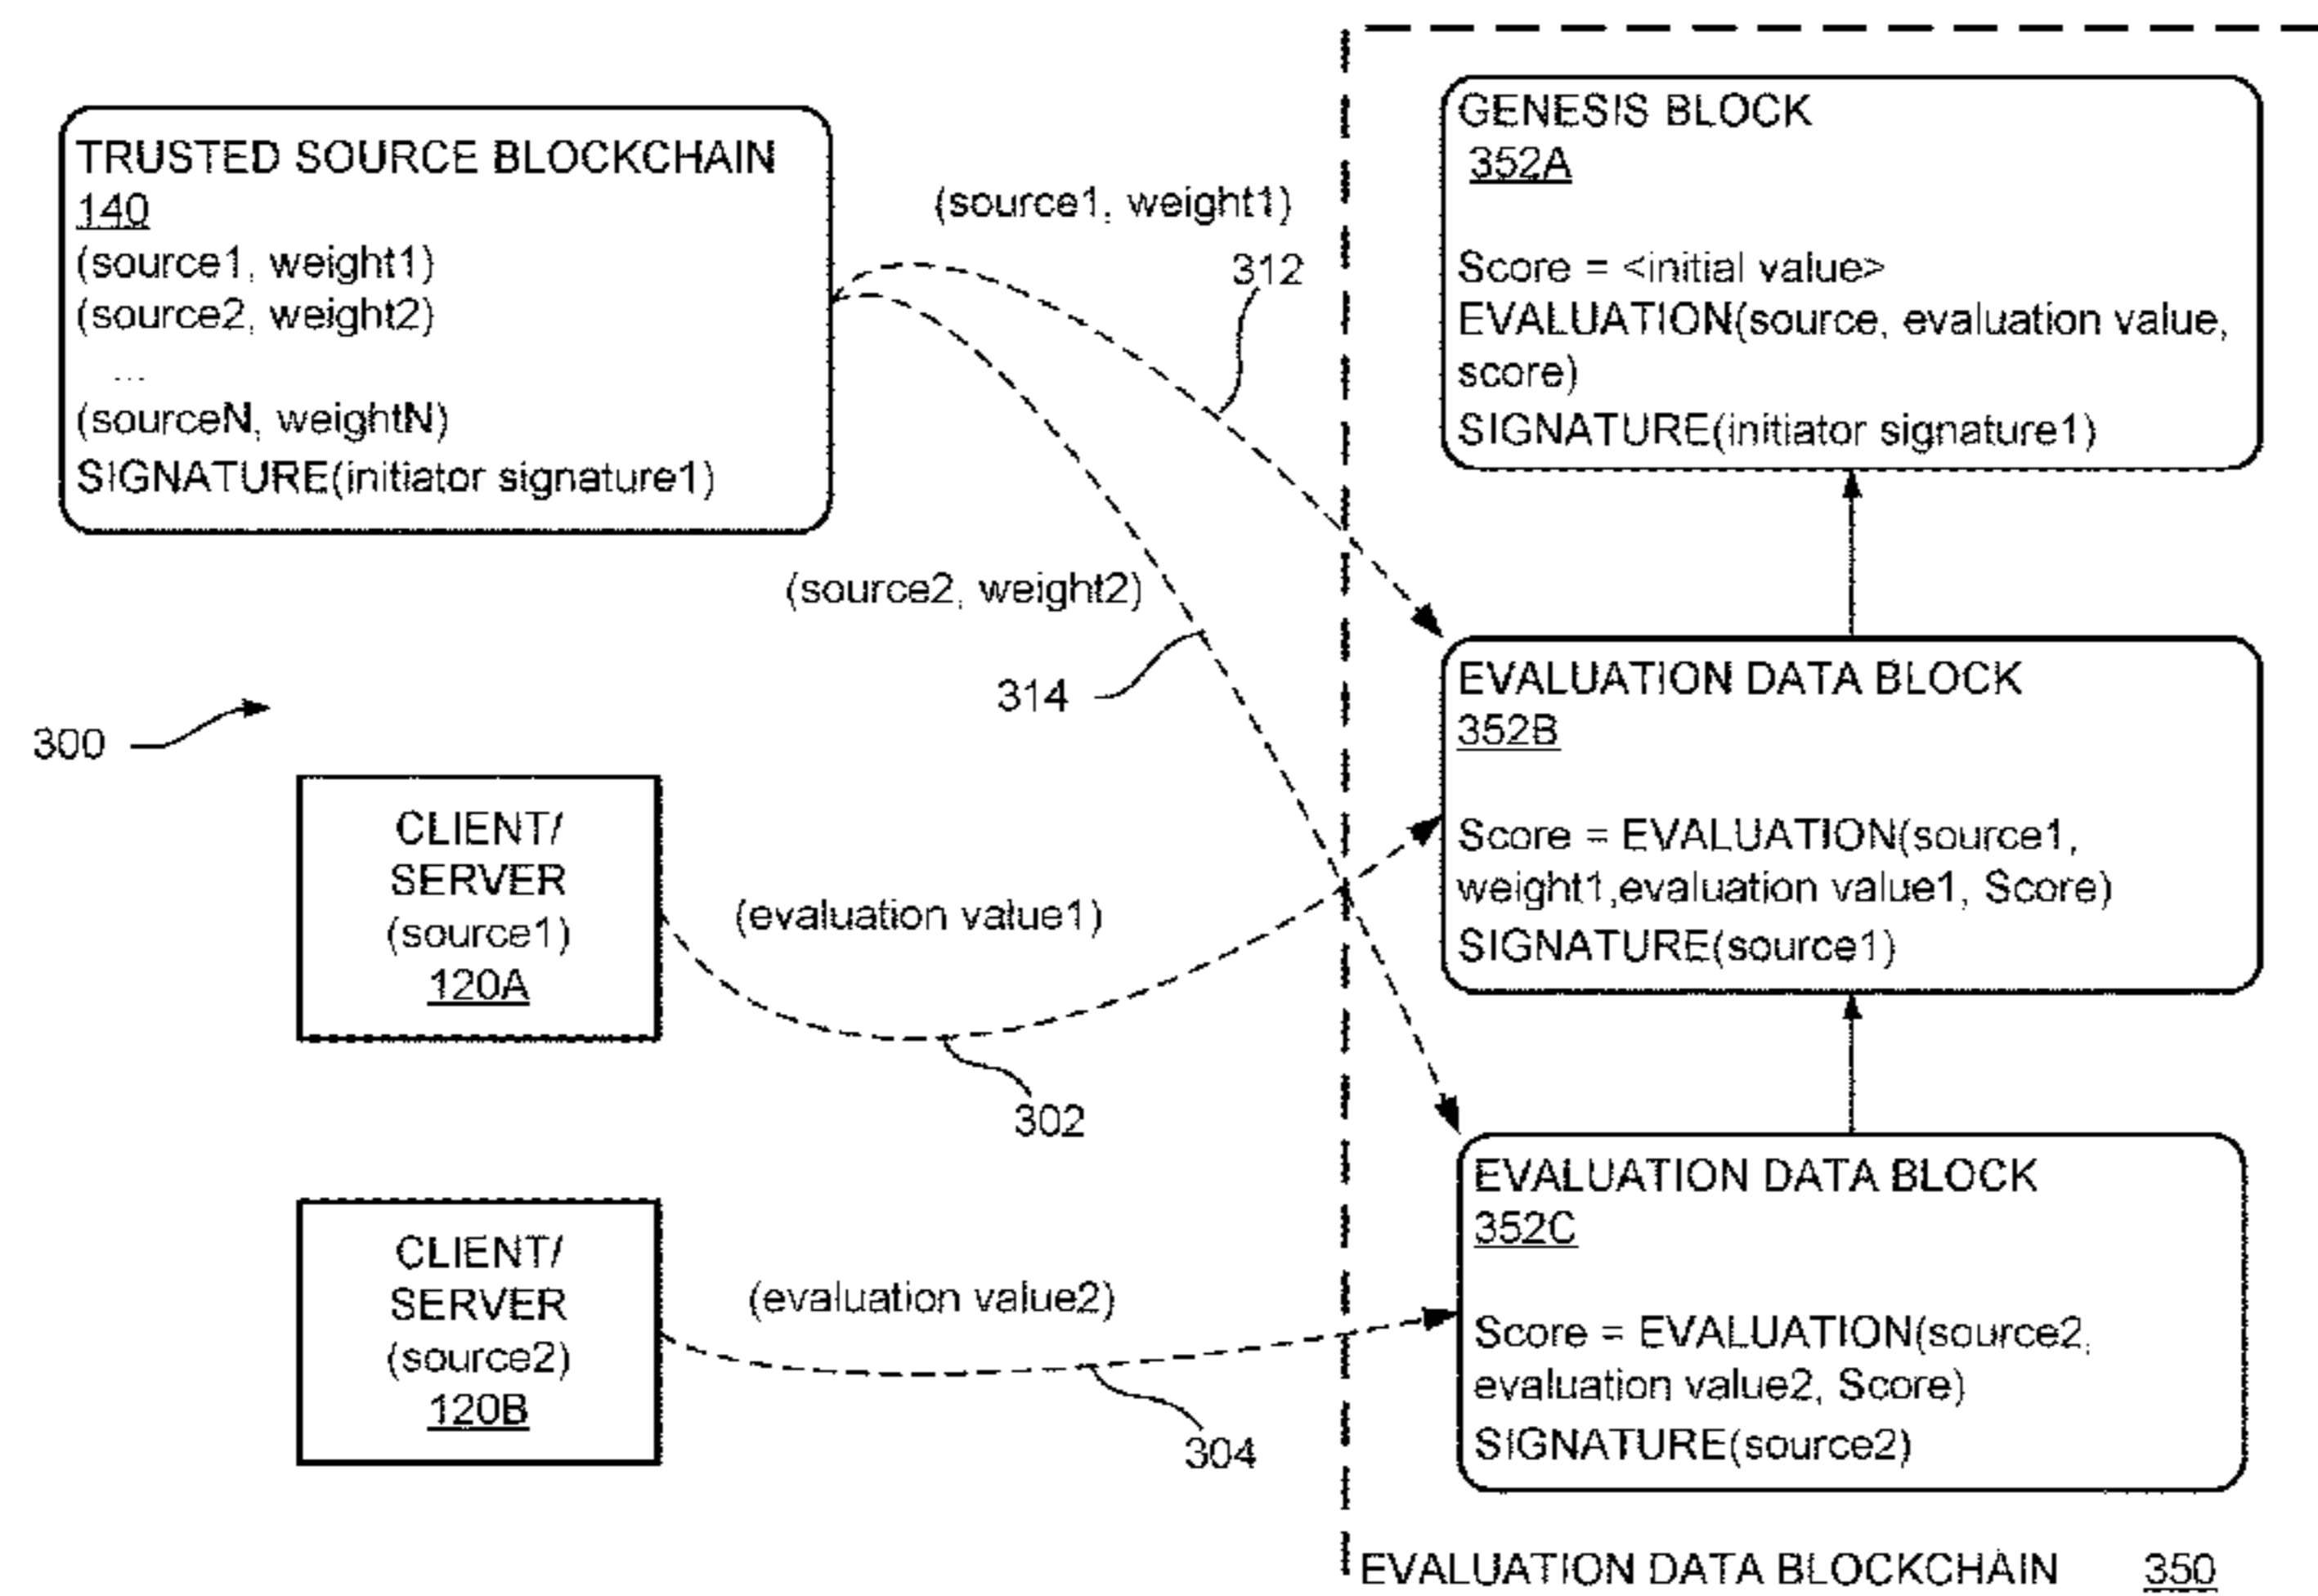 TRUSTED SOURCE BLOCKCHAIN
140
(source1, weight1)
(source2, weight2)
...
(sourceN, weightN)
SIGNATURE(initiator signature1)
(source1, weight1)
312
(source2, weight2)
314
300
CLIENT/
SERVER
(source1)
120A
(evaluation value1)
302
CLIENT/
SERVER
(source2)
120B
(evaluation value2)
304
GENESIS BLOCK
352A
Score = <initial value>
EVALUATION(source, evaluation value,
score)
SIGNATURE(initiator signature1)
EVALUATION DATA BLOCK
352B
Score = EVALUATION(source1,
weight1,evaluation value1, Score)
SIGNATURE(source1)
EVALUATION DATA BLOCK
352C
Score = EVALUATION(source2,
evaluation value2, Score)
SIGNATURE(source2)
EVALUATION DATA BLOCKCHAIN 350